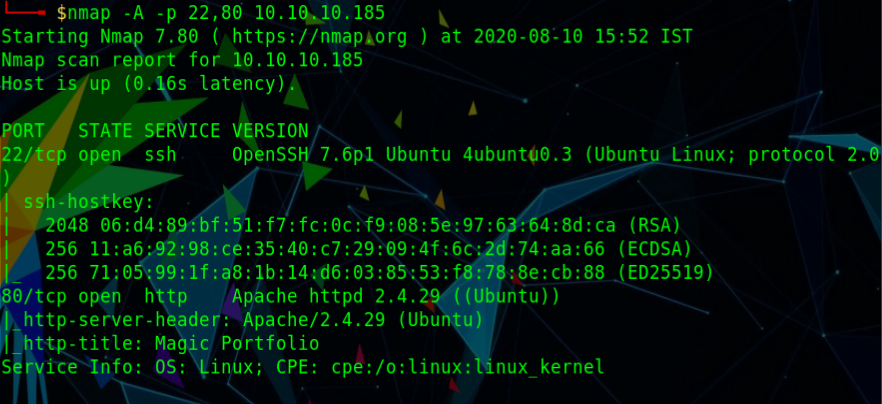 $nmap -A -p 22,80 10.10.10.185
Starting Nmap 7.80 ( https://nmap.org ) at 2020-08-10 15:52 IST
Nmap scan report for 10.10.10.185
Host is up (0.16s latency).
PORT   STATE SERVICE VERSION
22/tcp open  ssh     OpenSSH 7.6p1 Ubuntu 4ubuntu0.3 (Ubuntu Linux; protocol 2.0
)
| ssh-hostkey:
|   2048 06:d4:89:bf:51:f7:fc:0c:f9:08:5e:97:63:64:8d:ca (RSA)
|   256 11:a6:92:98:ce:35:40:c7:29:09:4f:6c:2d:74:aa:66 (ECDSA)
|_  256 71:05:99:1f:a8:1b:14:d6:03:85:53:f8:78:8e:cb:88 (ED25519)
80/tcp open  http    Apache httpd 2.4.29 ((Ubuntu))
|_http-server-header: Apache/2.4.29 (Ubuntu)
|_http-title: Magic Portfolio
Service Info: OS: Linux; CPE: cpe:/o:linux:linux_kernel